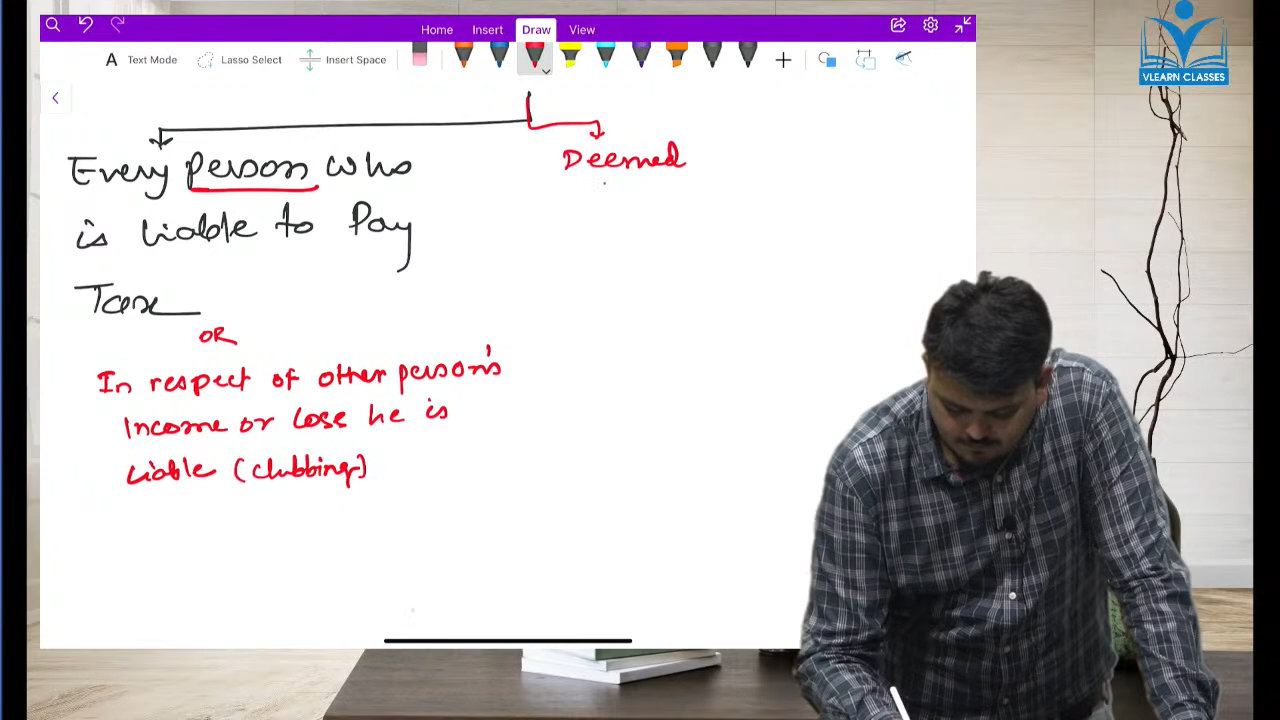 Home Insert Draw View
VLEARN CLASSES
Text Mode Lasso Select Insert Space
Every person who
is liable to Pay
Tax
OR
In respect of other person's
Income or loss he is
liable (clubbing)
Deemed